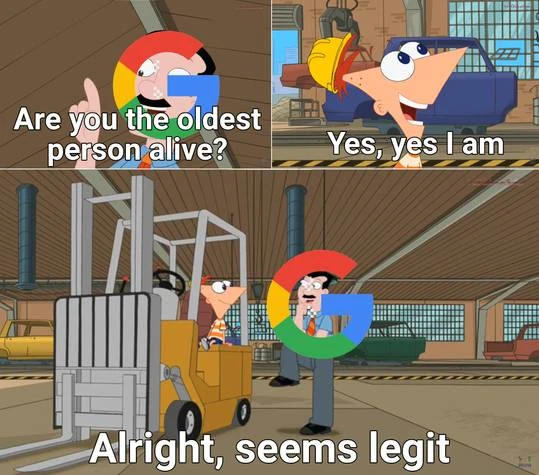 Are you the oldest
person alive?
Yes, yes I am
Alright, seems legit